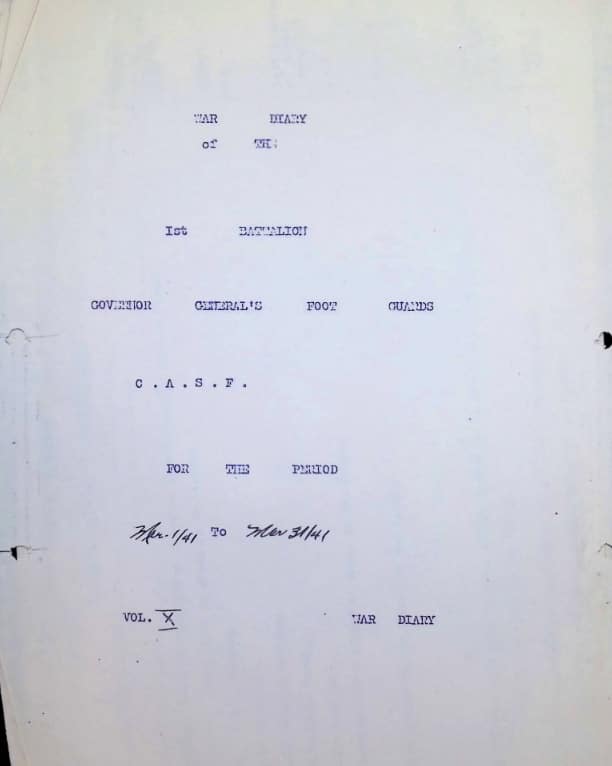 WAR DIARY
of THE
1st BATTALION
GOVERNOR GENERAL'S FOOT GUARDS
C.A.S.F.
FOR THE PERIOD
Mar. 1/41 To Mar 31/41
VOL. X WAR DIARY